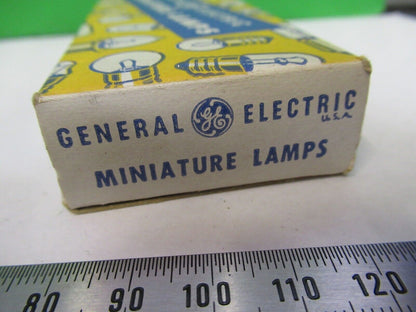 GENERAL GE ELECTRIC
U.S.A.
MINIATURE LAMPS
80 90 100 110 120